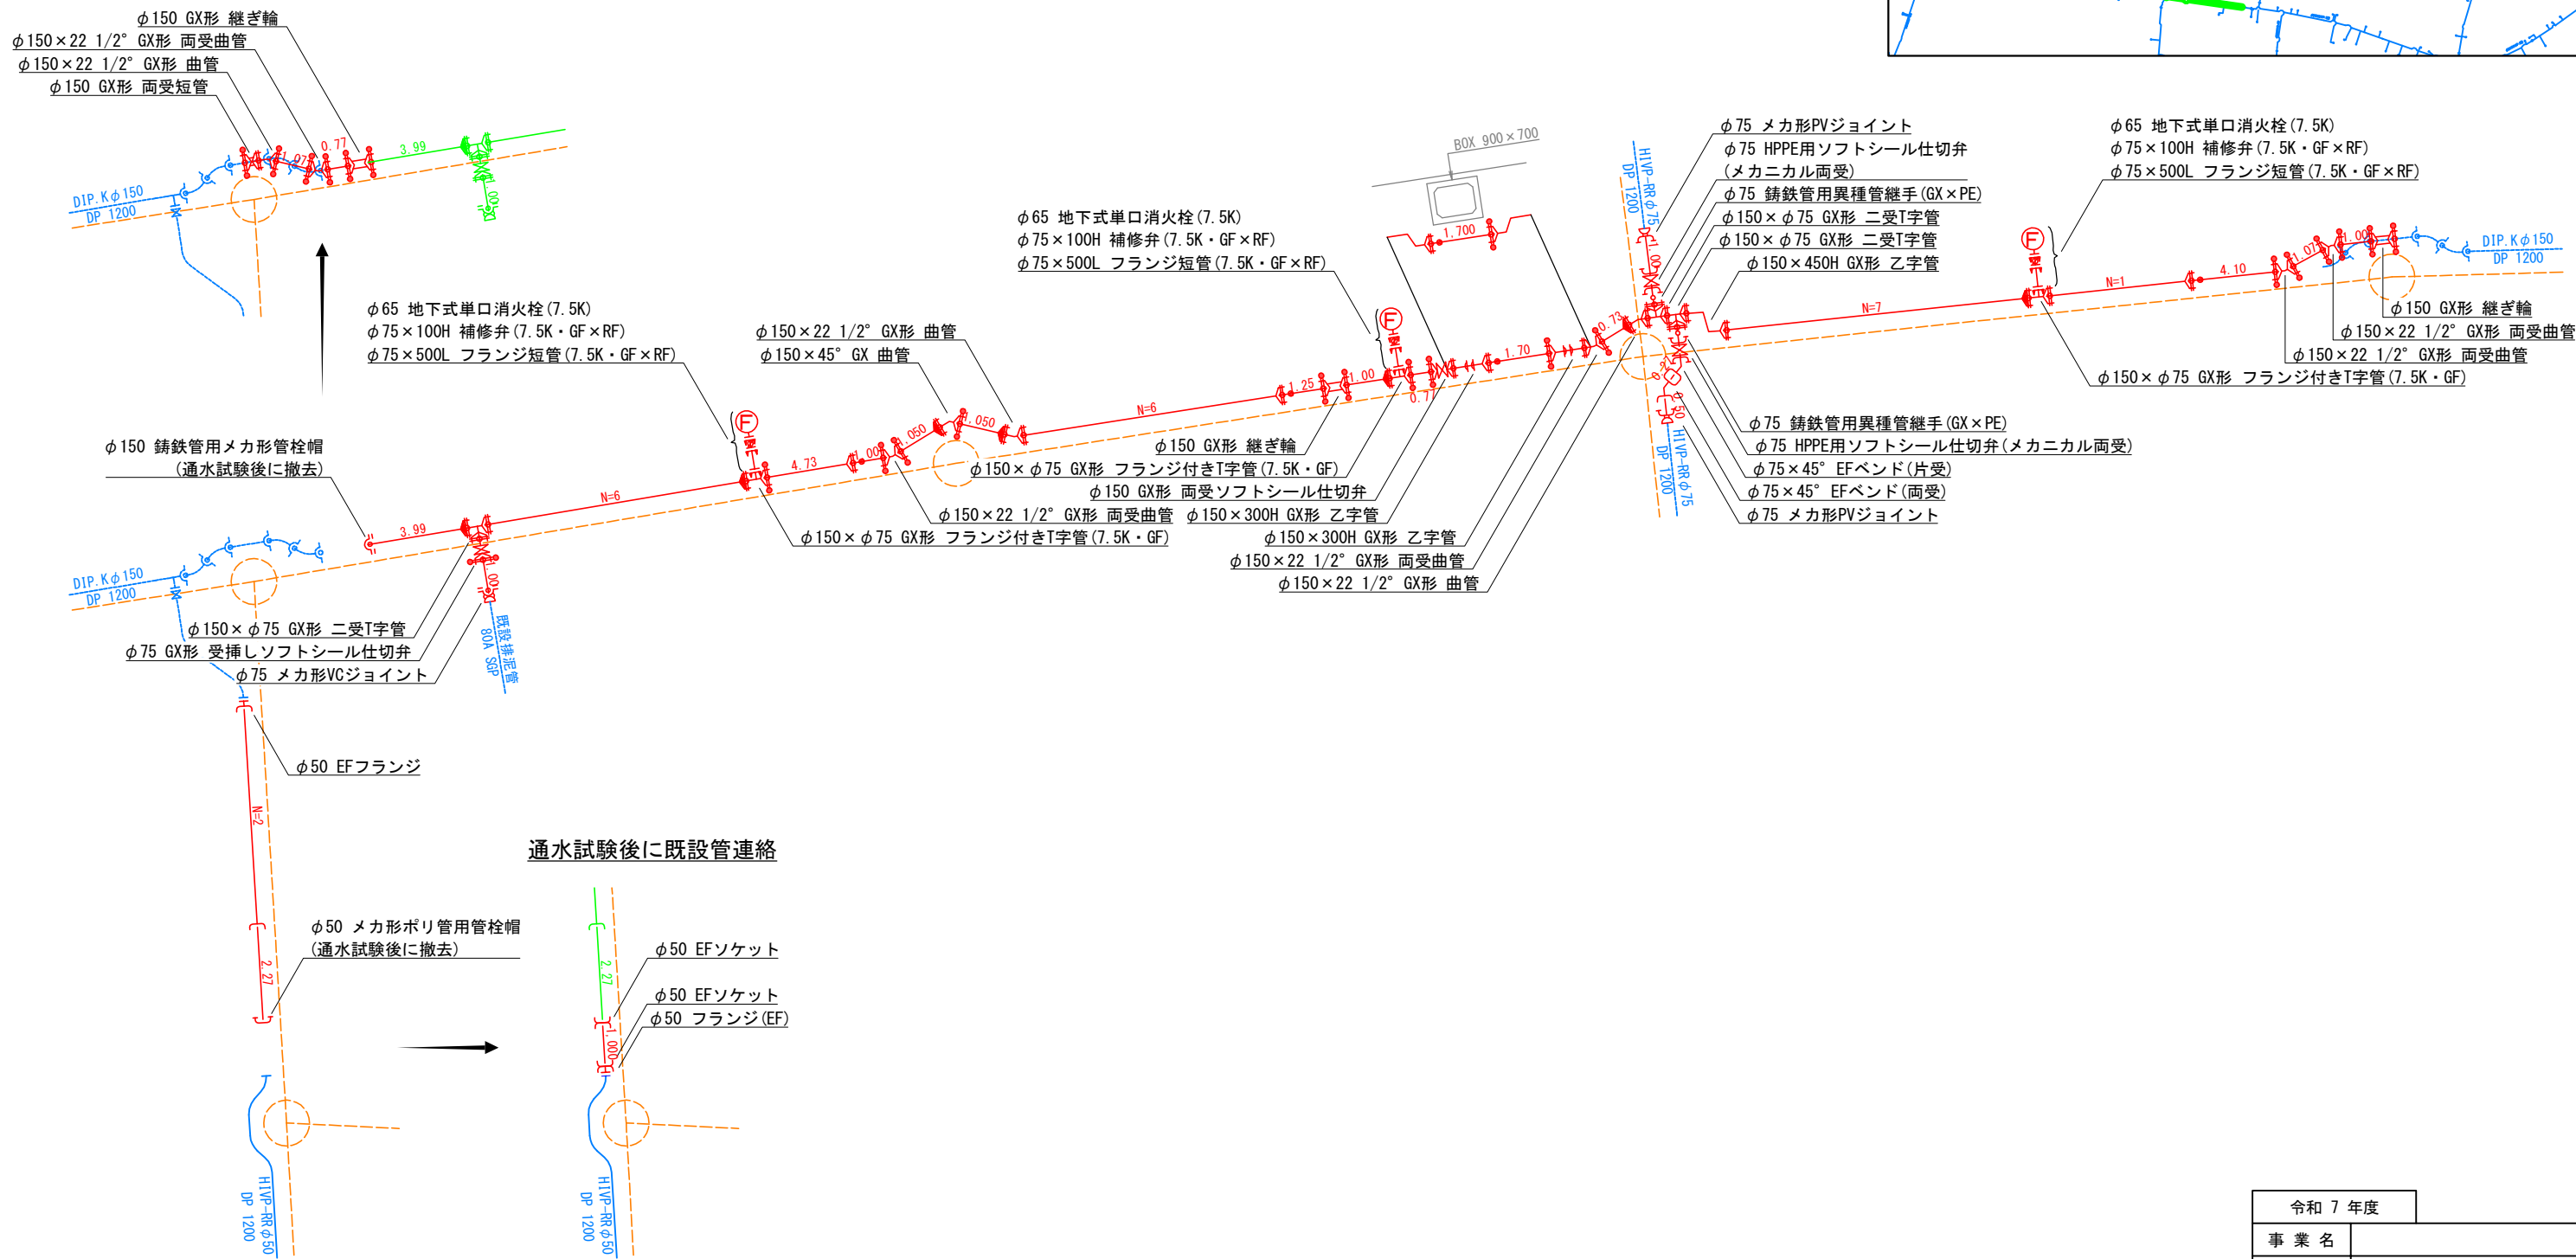 φ150 GX形 継ぎ輪
φ150×22 1/2° GX形 両受曲管
φ150×22 1/2° GX形 曲管
φ150 GX形 両受短管
1.07
0.77
3.99
1.00
DIP.Kφ150
DP 1200
φ65 地下式単口消火栓(7.5K)
φ75×100H 補修弁(7.5K・GF×RF)
φ75×500L フランジ短管(7.5K・GF×RF)
F
φ150×22 1/2° GX形 曲管
φ150×45° GX 曲管
φ65 地下式単口消火栓(7.5K)
φ75×100H 補修弁(7.5K・GF×RF)
φ75×500L フランジ短管(7.5K・GF×RF)
F
BOX 900×700
1.700
HIVP-RRφ75
DP 1200
φ75 メカ形PVジョイント
φ75 HPPE用ソフトシール仕切弁
(メカニカル両受)
φ75 鋳鉄管用異種管継手(GX×PE)
φ150×φ75 GX形 二受T字管
φ150×φ75 GX形 二受T字管
φ150×450H GX形 乙字管
φ65 地下式単口消火栓(7.5K)
φ75×100H 補修弁(7.5K・GF×RF)
φ75×500L フランジ短管(7.5K・GF×RF)
F
DIP.Kφ150
DP 1200
φ150 GX形 継ぎ輪
φ150×22 1/2° GX形 両受曲管
φ150×22 1/2° GX形 両受曲管
φ150×φ75 GX形 フランジ付きT字管(7.5K・GF)
3.99
N=6
4.73
1.00
1.050
1.050
N=6
1.25
1.00
0.77
1.70
0.73
1.00
0.50
N=7
N=1
4.10
1.07
1.00
φ150 鋳鉄管用メカ形管栓帽
(通水試験後に撤去)
φ150 GX形 継ぎ輪
φ150×φ75 GX形 フランジ付きT字管(7.5K・GF)
φ150 GX形 両受ソフトシール仕切弁
φ150×22 1/2° GX形 両受曲管
φ150×300H GX形 乙字管
φ150×φ75 GX形 フランジ付きT字管(7.5K・GF)
φ150×300H GX形 乙字管
φ150×22 1/2° GX形 両受曲管
φ150×22 1/2° GX形 曲管
HIVP-RRφ75
DP 1200
φ75 鋳鉄管用異種管継手(GX×PE)
φ75 HPPE用ソフトシール仕切弁(メカニカル両受)
φ75×45° EFベンド(片受)
φ75×45° EFベンド(両受)
φ75 メカ形PVジョイント
DIP.Kφ150
DP 1200
1.00
既設排泥管
80A SGP
φ150×φ75 GX形 二受T字管
φ75 GX形 受挿しソフトシール仕切弁
φ75 メカ形VCジョイント
φ50 EFフランジ
N=2
通水試験後に既設管連絡
φ50 メカ形ポリ管用管栓帽
(通水試験後に撤去)
2.27
2.27
φ50 EFソケット
φ50 EFソケット
φ50 フランジ(EF)
1.000
HIVP-RRφ50
DP 1200
HIVP-RRφ50
DP 1200
令和 7 年度
事 業 名